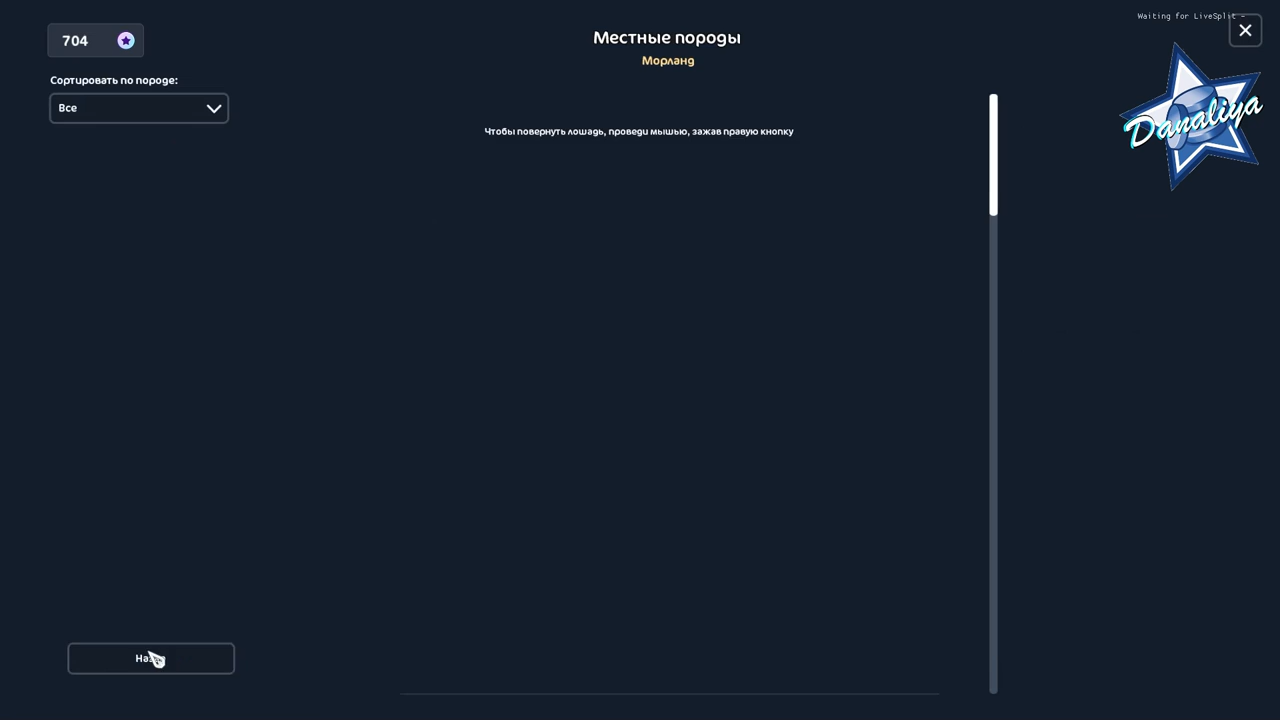 Waiting for LiveSplit -
704
Местные породы
Морланд
Danaliya
Сортировать по породе:
Все
Чтобы повернуть лошадь, проведи мышью, зажав правую кнопку